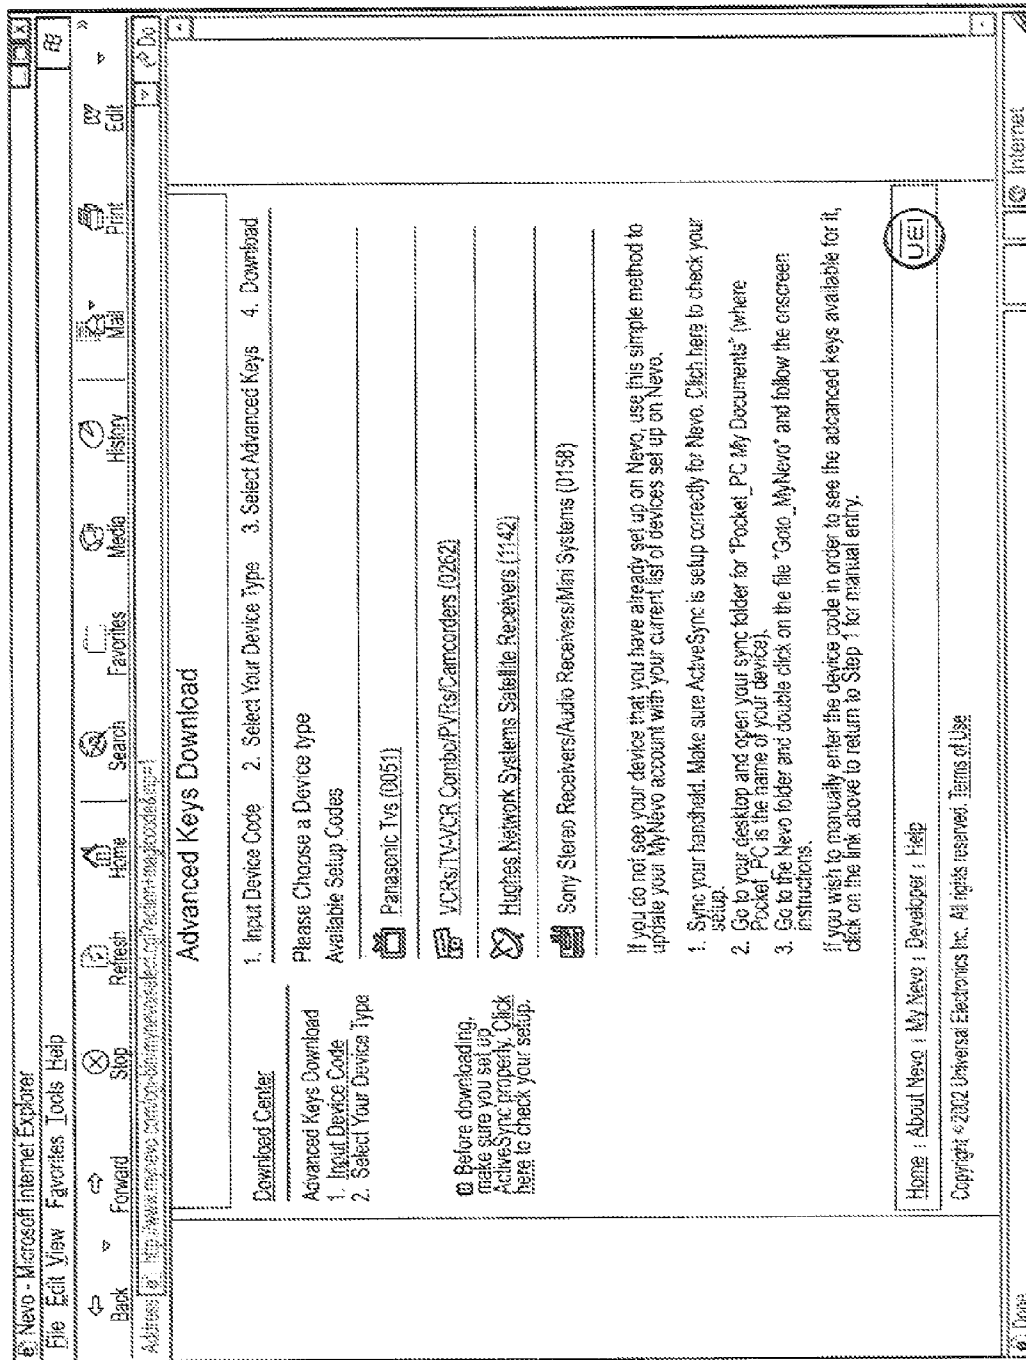 Nevo - Microsoft Internet Explorer
File Edit View Favorites Tools Help
Back Forward Stop Refresh Home Search Favorites Media History Mail Print Edit
Address
Advanced Keys Download
Download Center
Advanced Keys Download
1. Input Device Code
2. Select Your Device Type
Before downloading,
make sure you set up
ActiveSync properly. Click
here to check your setup.
1. Input Device Code 2. Select Your Device Type 3. Select Advanced Keys 4. Download
Please Choose a Device type
Available Setup Codes
Panasonic Tvs (0051)
VCRs/TV-VCR Combo/PVRs/Camcorders (0262)
Hughes Network Systems Satellite Receivers (1142)
Sony Stereo Receivers/Audio Receivers/Mini Systems (0158)
If you do not see your device that you have already set up on Nevo, use this simple method to
update your MyNevo account with your current list of devices set up on Nevo.
1. Sync your handheld. Make sure ActiveSync is setup correctly for Nevo. Click here to check your
setup.
2. Go to your desktop and open your sync folder for "Pocket_PC My Documents" (where
Pocket_PC is the name of your device).
3. Go to the Nevo folder and double click on the file "Goto_MyNevo" and follow the onscreen
instructions.
If you wish to manually enter the device code in order to see the adcanced keys available for it,
click on the link above to return to Step 1 for manual entry.
Home : About Nevo : My Nevo : Developer : Help
UEI
Copyright ©2002 Universal Electronics Inc. All rights reserved. Terms of Use
Done
Internet